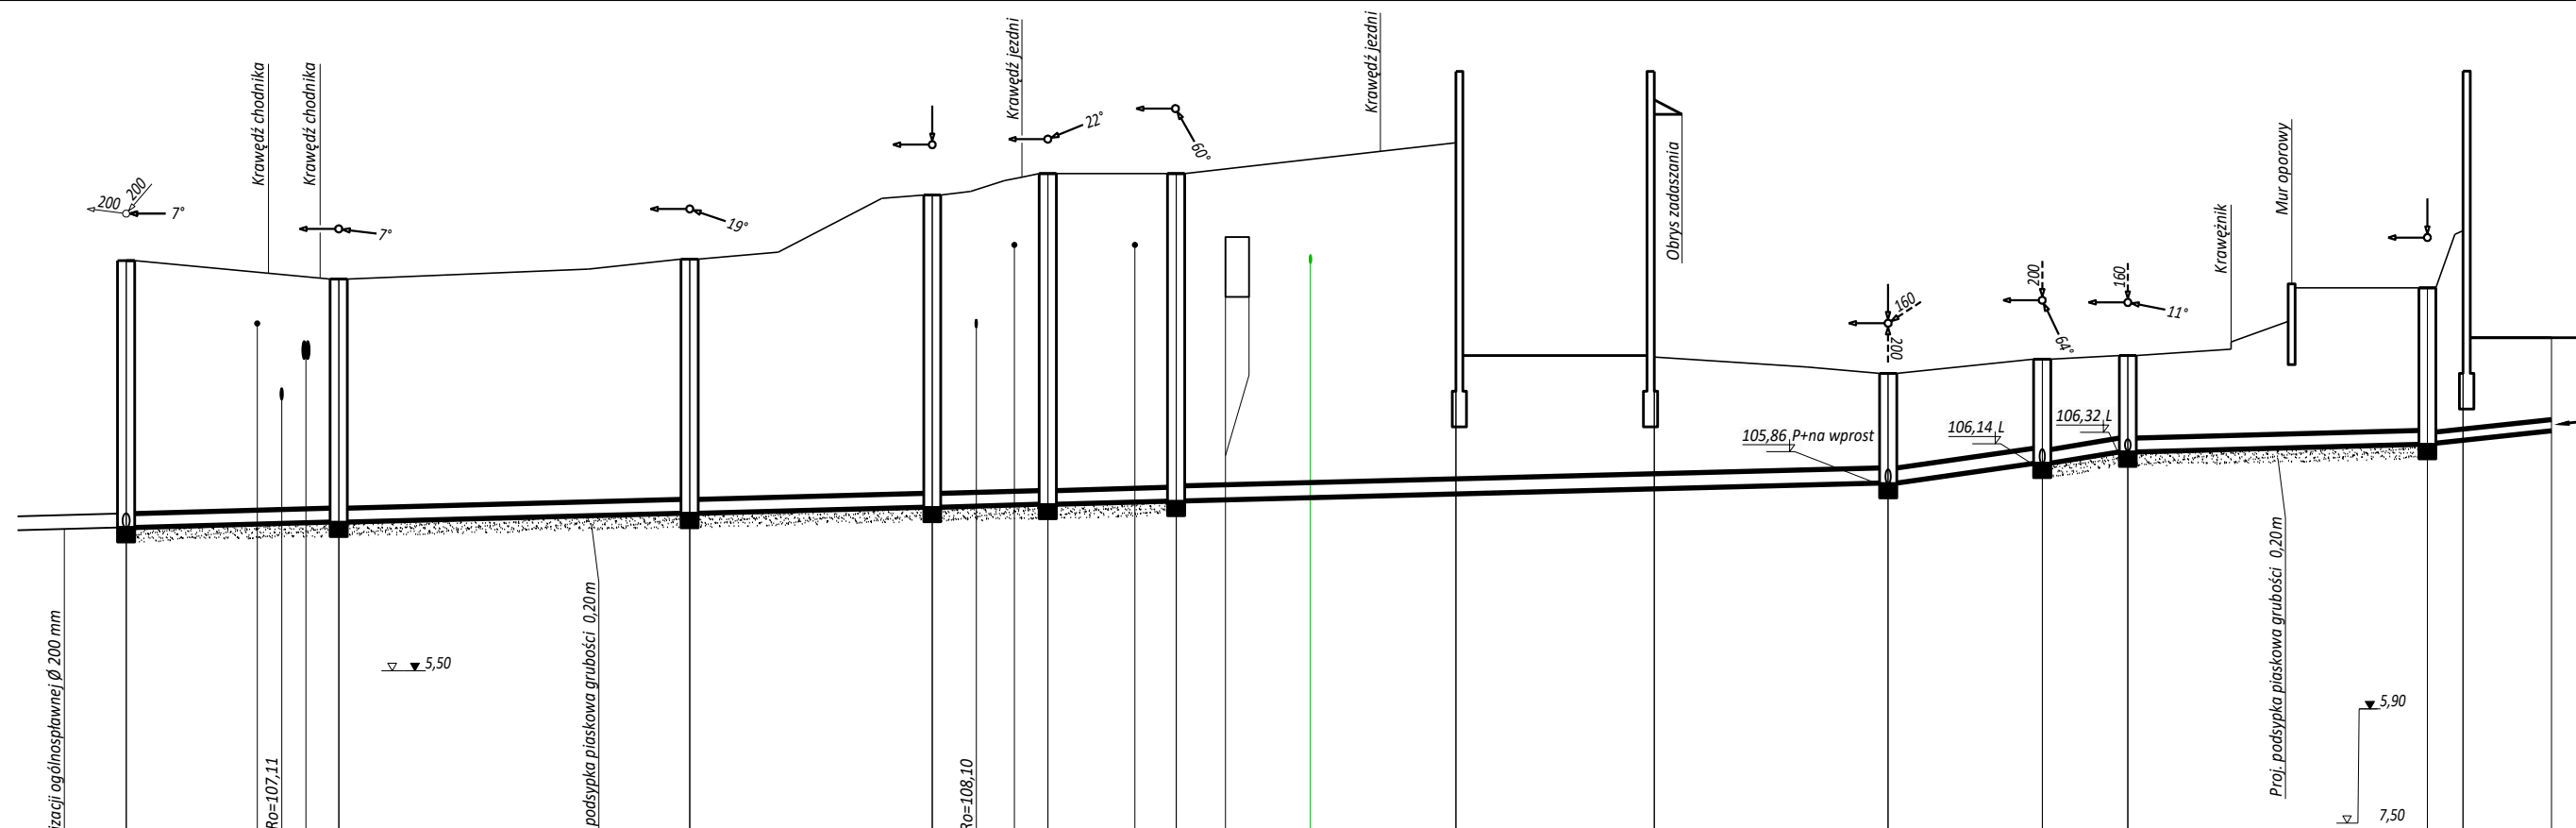 Krawędź jezdni
Krawędź jezdni
Krawędź chodnika
Krawędź chodnika
22°
60°
Obrys zadaszania
Mur oporowy
200
200
7°
7°
19°
Krawężnik
200
160
160
200
64°
11°
105,86 P+na wprost
106,14 L
106,32 L
izacji ogólnospławnej Ø 200 mm
Ro=107,11
5,50
podsypka piaskowa grubości 0,20m
Ro=108,10
Proj. podsypka piaskowa grubości 0,20m
5,90
7,50